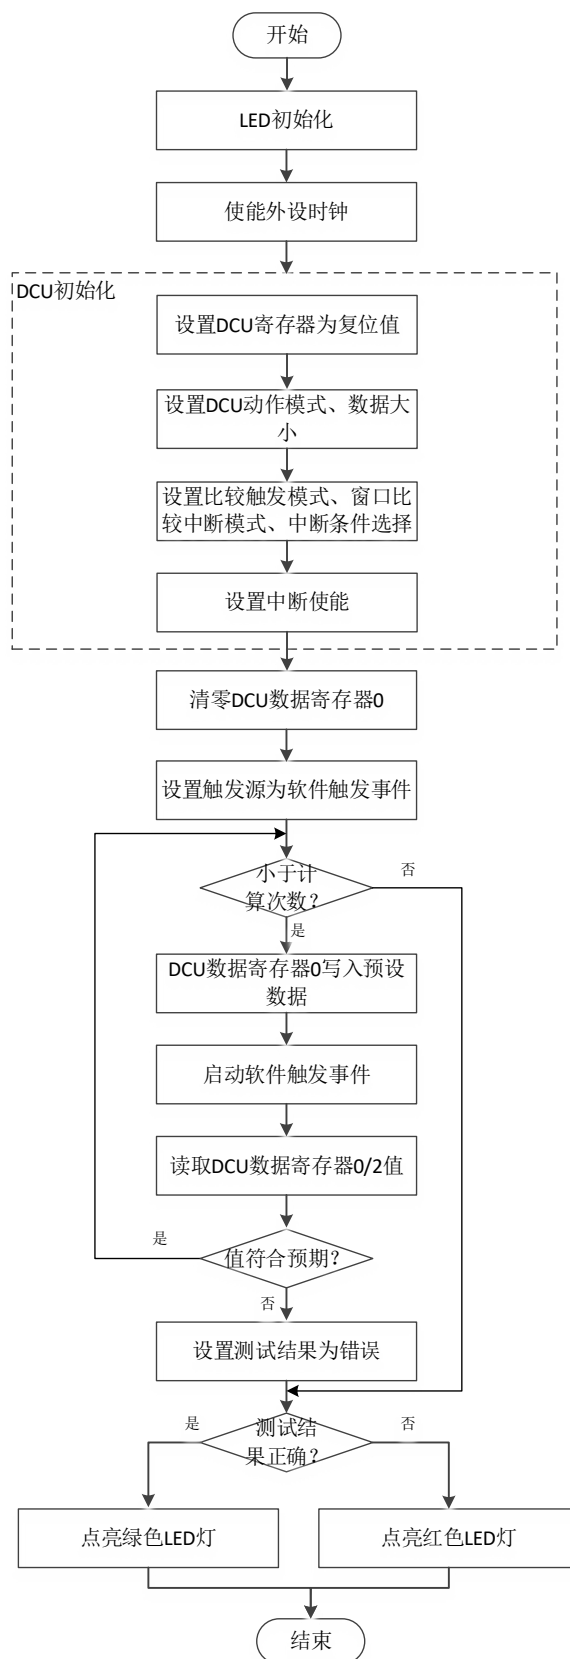 开始
LED初始化
使能外设时钟
DCU初始化
设置DCU寄存器为复位值
设置DCU动作模式、数据大
小
设置比较触发模式、窗口比
较中断模式、中断条件选择
设置中断使能
清零DCU数据寄存器0
设置触发源为软件触发事件
小于计
算次数？
否
是
DCU数据寄存器0写入预设
数据
启动软件触发事件
读取DCU数据寄存器0/2值
是
值符合预期？
否
设置测试结果为错误
是
测试结
果正确？
否
点亮绿色LED灯
点亮红色LED灯
结束